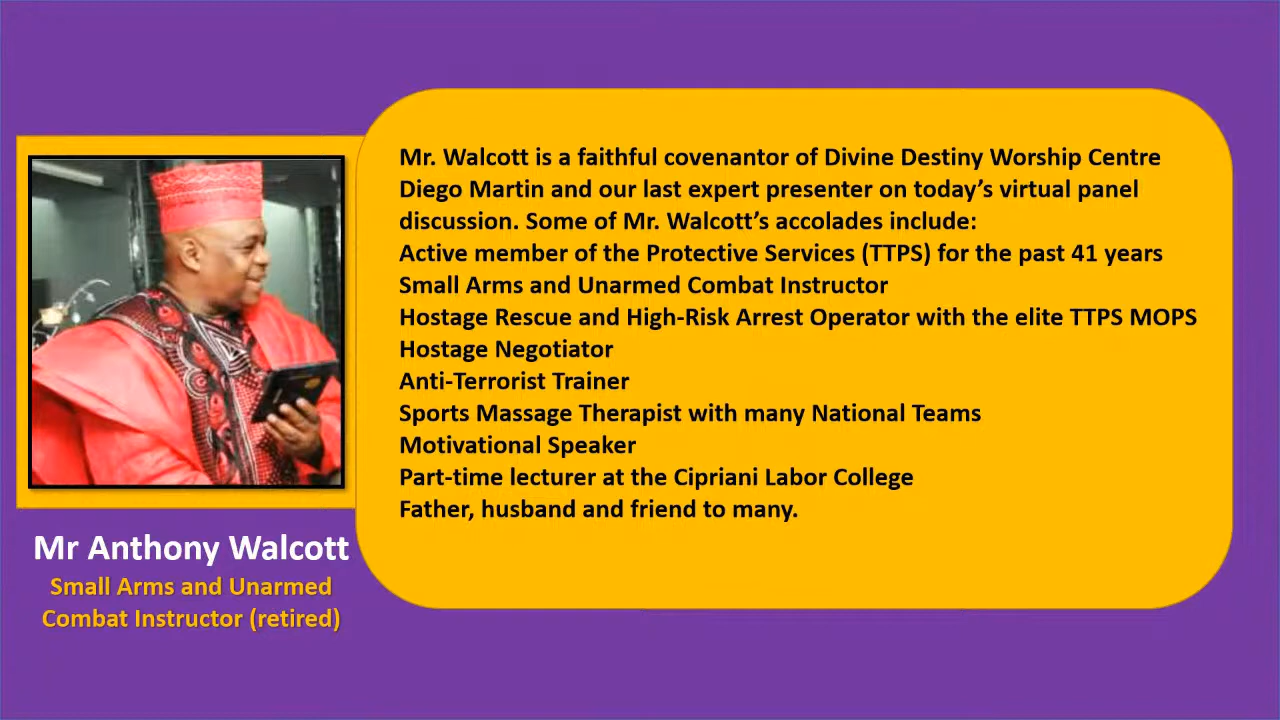 Mr. Walcott is a faithful covenantor of Divine Destiny Worship Centre
Diego Martin and our last expert presenter on today’s virtual panel
discussion. Some of Mr. Walcott’s accolades include:
Active member of the Protective Services (TTPS) for the past 41 years
Small Arms and Unarmed Combat Instructor
Hostage Rescue and High-Risk Arrest Operator with the elite TTPS MOPS
Hostage Negotiator
Anti-Terrorist Trainer
Sports Massage Therapist with many National Teams
Motivational Speaker
Part-time lecturer at the Cipriani Labor College
Father, husband and friend to many.
Mr Anthony Walcott
Small Arms and Unarmed
Combat Instructor (retired)